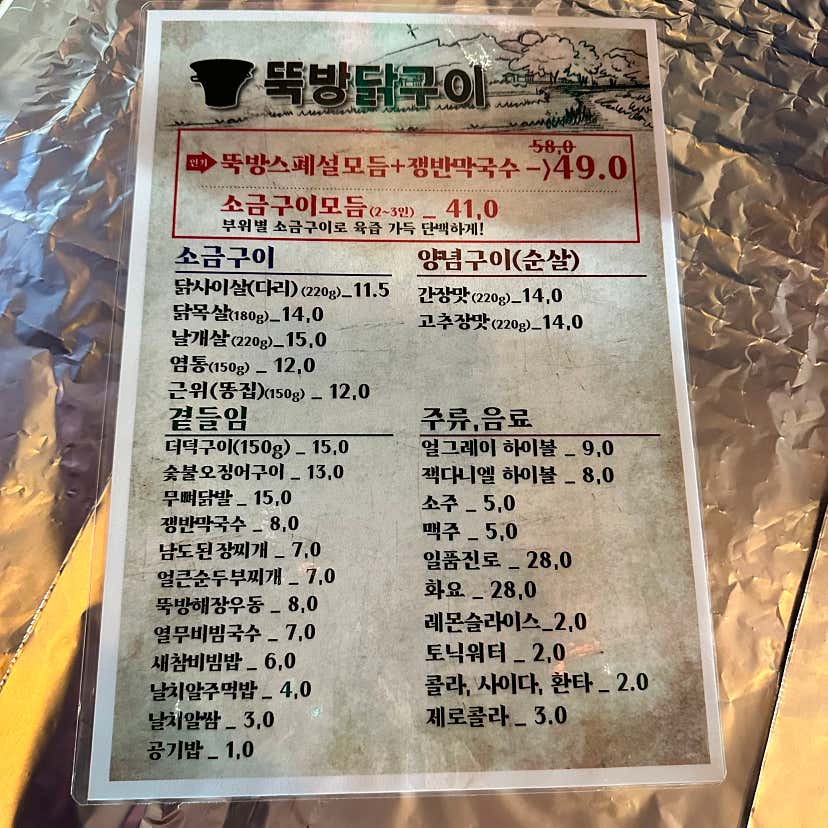 뚝방닭구이
58.0
인기 뚝방스페셜모듬+쟁반막국수 →49.0
소금구이모듬(2~3인) _ 41,0
부위별 소금구이로 육즙 가득 단백하게!
소금구이
닭사이살(다리) (220g)_11.5
닭목살(180g)_14,0
날개살 (220g)_15,0
염통(150g) _ 12,0
근위(똥집)(150g) _ 12,0
양념구이(순살)
간장맛 (220g)_14,0
고추장맛 (220g)_14,0
곁들임
더덕구이(150g) _ 15,0
숯불오징어구이 _ 13,0
무뼈닭발 _ 15,0
쟁반막국수 _ 8,0
남도된장찌개 _ 7,0
얼큰순두부찌개 _ 7,0
뚝방해장우동 _ 8,0
열무비빔국수 _ 7,0
새참비빔밥 _ 6,0
날치알주먹밥 _ 4,0
날치알쌈 _ 3,0
공기밥 _ 1,0
주류,음료
얼그레이 하이볼 _ 9,0
잭다니엘 하이볼 _ 8,0
소주 _ 5,0
맥주 _ 5,0
일품진로 _ 28,0
화요 _ 28,0
레몬슬라이스_2,0
토닉워터 _ 2,0
콜라, 사이다, 환타 _ 2.0
제로콜라 _ 3.0